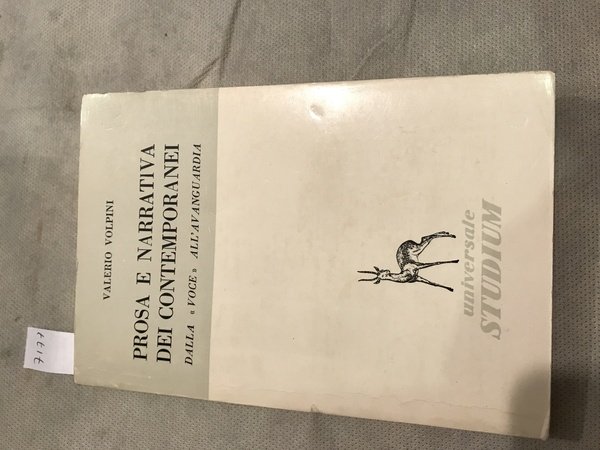 VALERIO VOLPINI
PROSA E NARRATIVA
DEI CONTEMPORANEI
DALLA « VOCE » ALL'AVANGUARDIA
universale
STUDIUM
7177